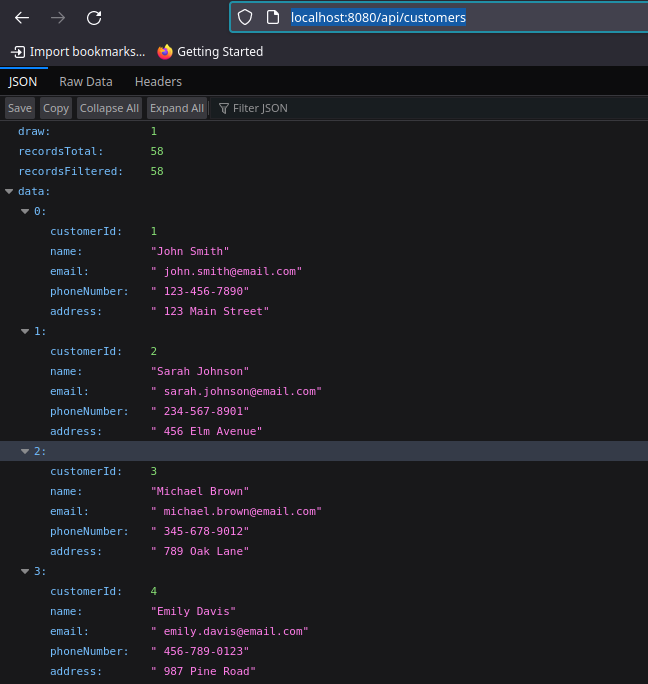 localhost:8080/api/customers
Import bookmarks... Getting Started
JSON Raw Data Headers
Save Copy Collapse All Expand All Filter JSON
draw: 1
recordsTotal: 58
recordsFiltered: 58
data:
0:
customerId: 1
name: "John Smith"
email: " john.smith@email.com"
phoneNumber: " 123-456-7890"
address: " 123 Main Street"
1:
customerId: 2
name: "Sarah Johnson"
email: " sarah.johnson@email.com"
phoneNumber: " 234-567-8901"
address: " 456 Elm Avenue"
2:
customerId: 3
name: "Michael Brown"
email: " michael.brown@email.com"
phoneNumber: " 345-678-9012"
address: " 789 Oak Lane"
3:
customerId: 4
name: "Emily Davis"
email: " emily.davis@email.com"
phoneNumber: " 456-789-0123"
address: " 987 Pine Road"